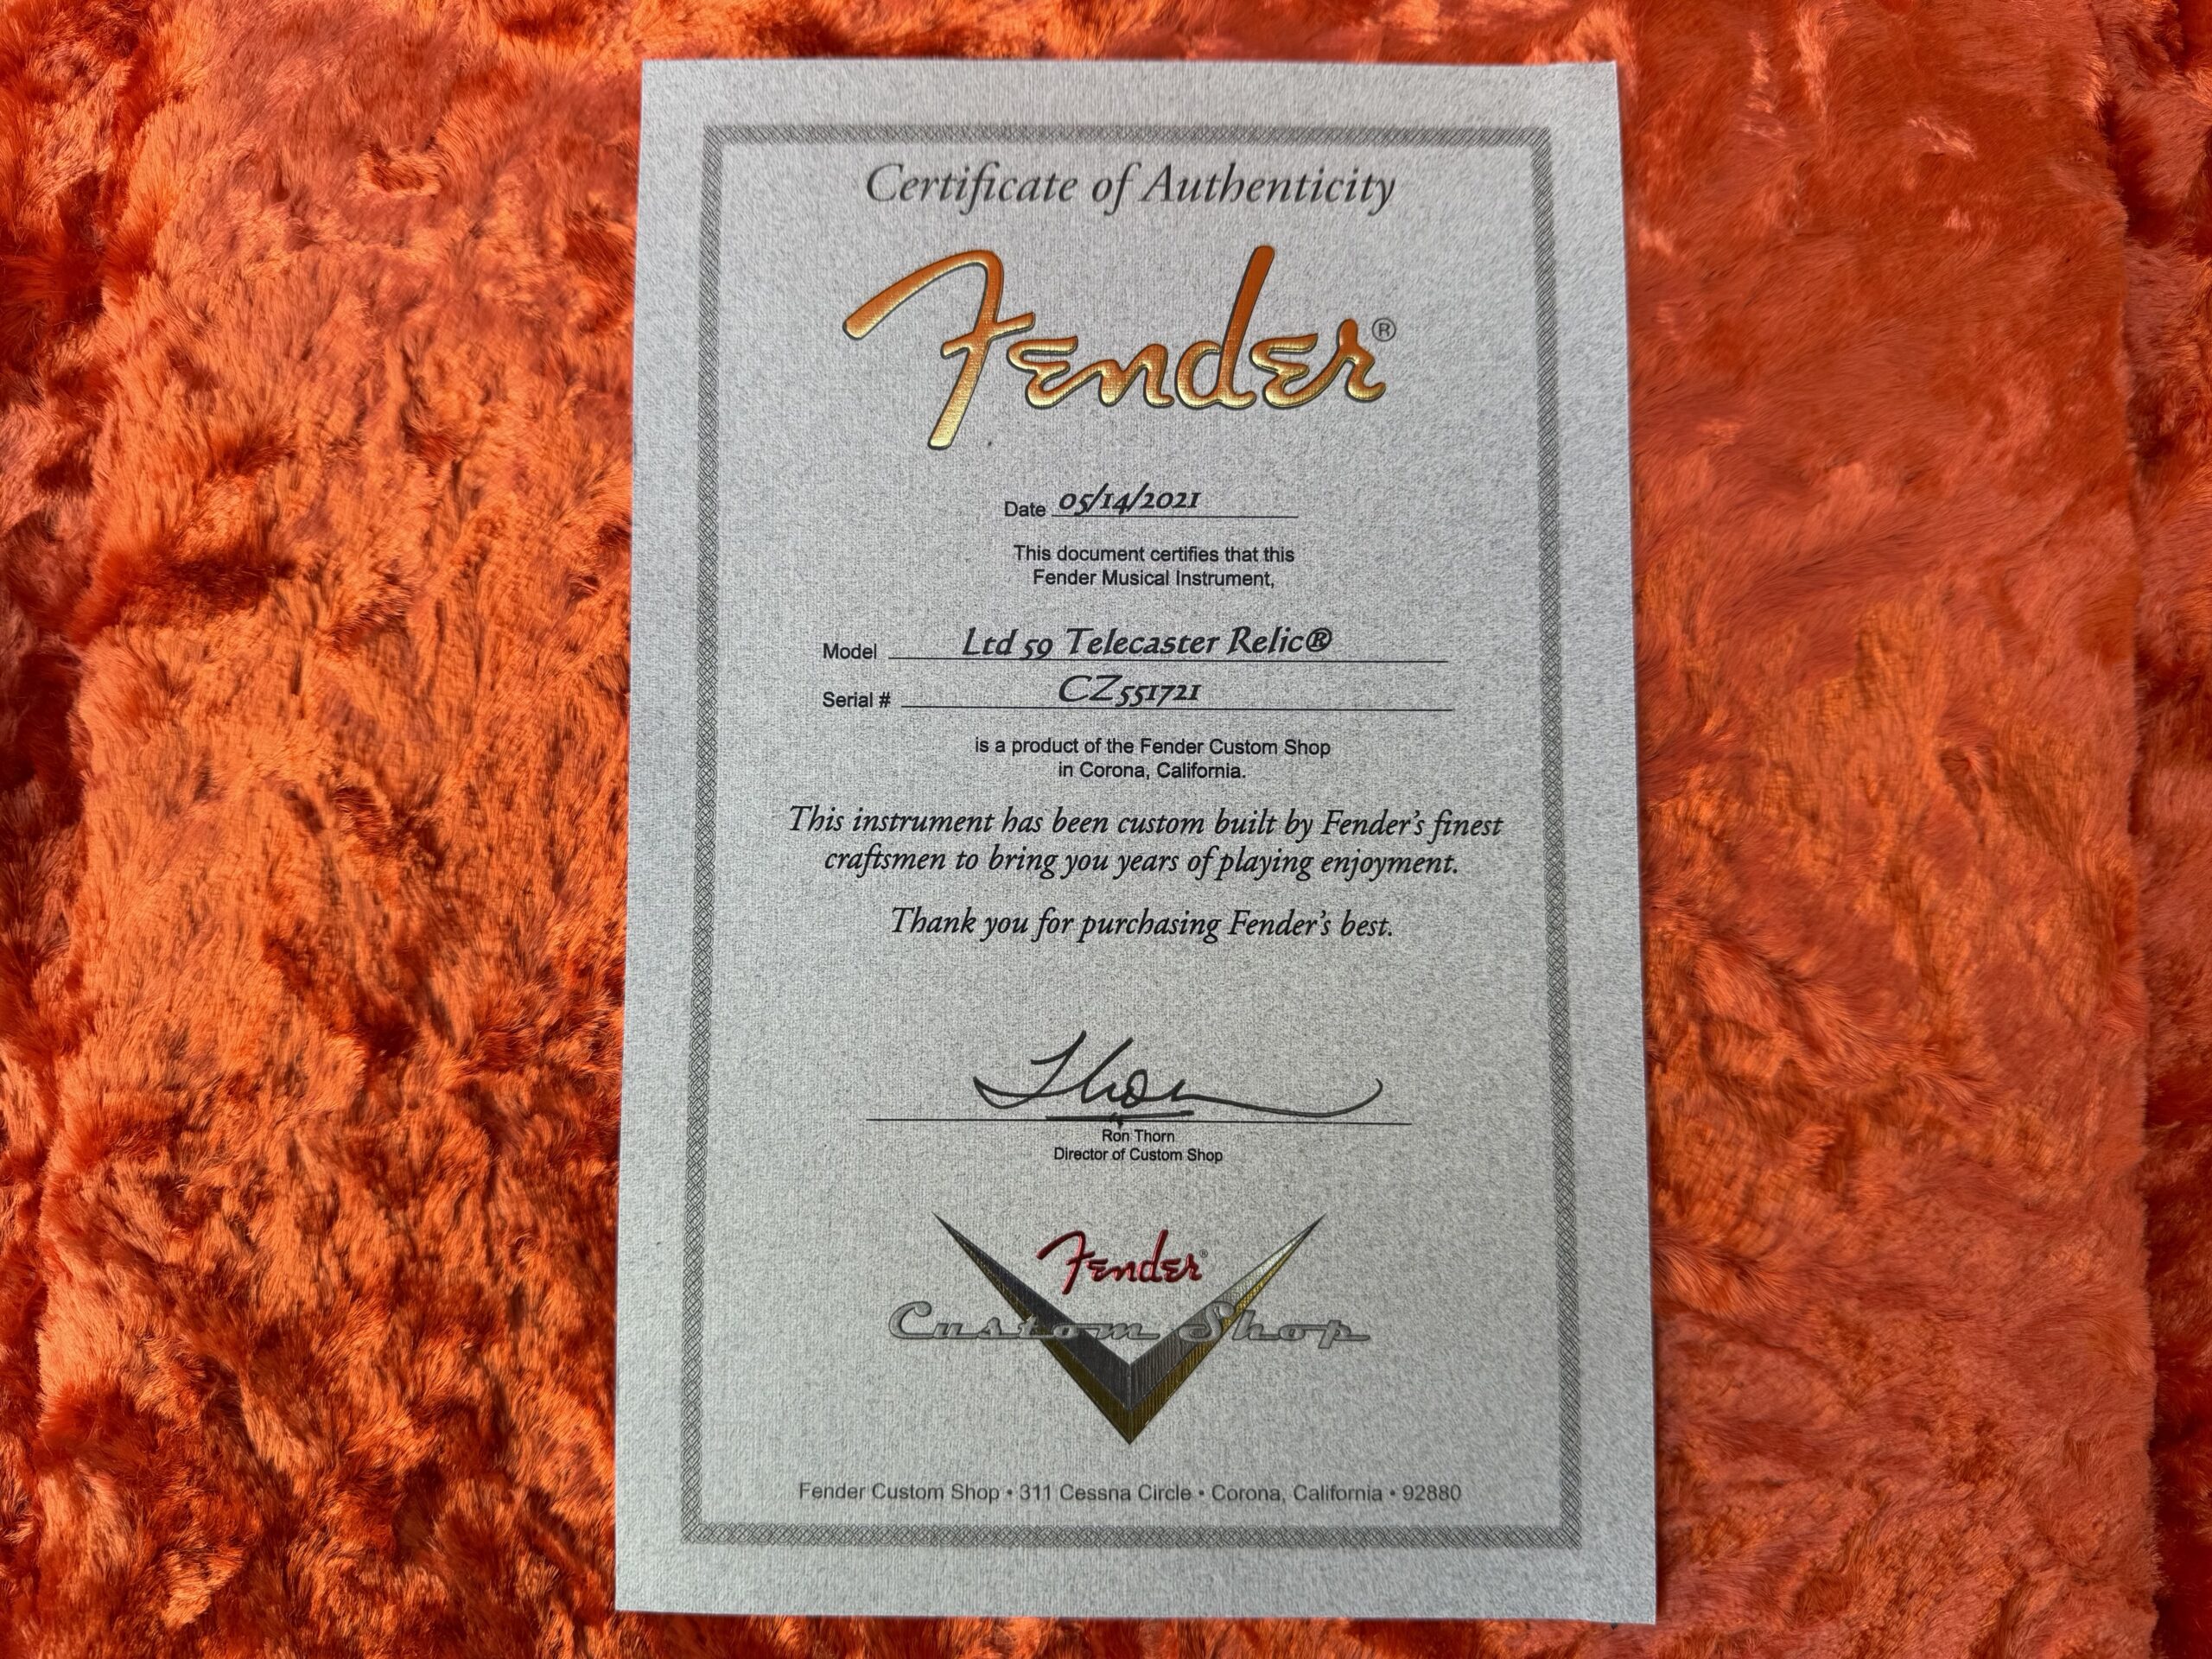 Certificate of Authenticity
Fender®
Date 05/14/2021
This document certifies that this
Fender Musical Instrument,
Model Ltd 59 Telecaster Relic®
Serial # CZ551721
is a product of the Fender Custom Shop
in Corona, California.
This instrument has been custom built by Fender's finest
craftsmen to bring you years of playing enjoyment.
Thank you for purchasing Fender's best.
Thorn
Ron Thorn
Director of Custom Shop
Fender®
Custom Shop
Fender Custom Shop • 311 Cessna Circle • Corona, California • 92880